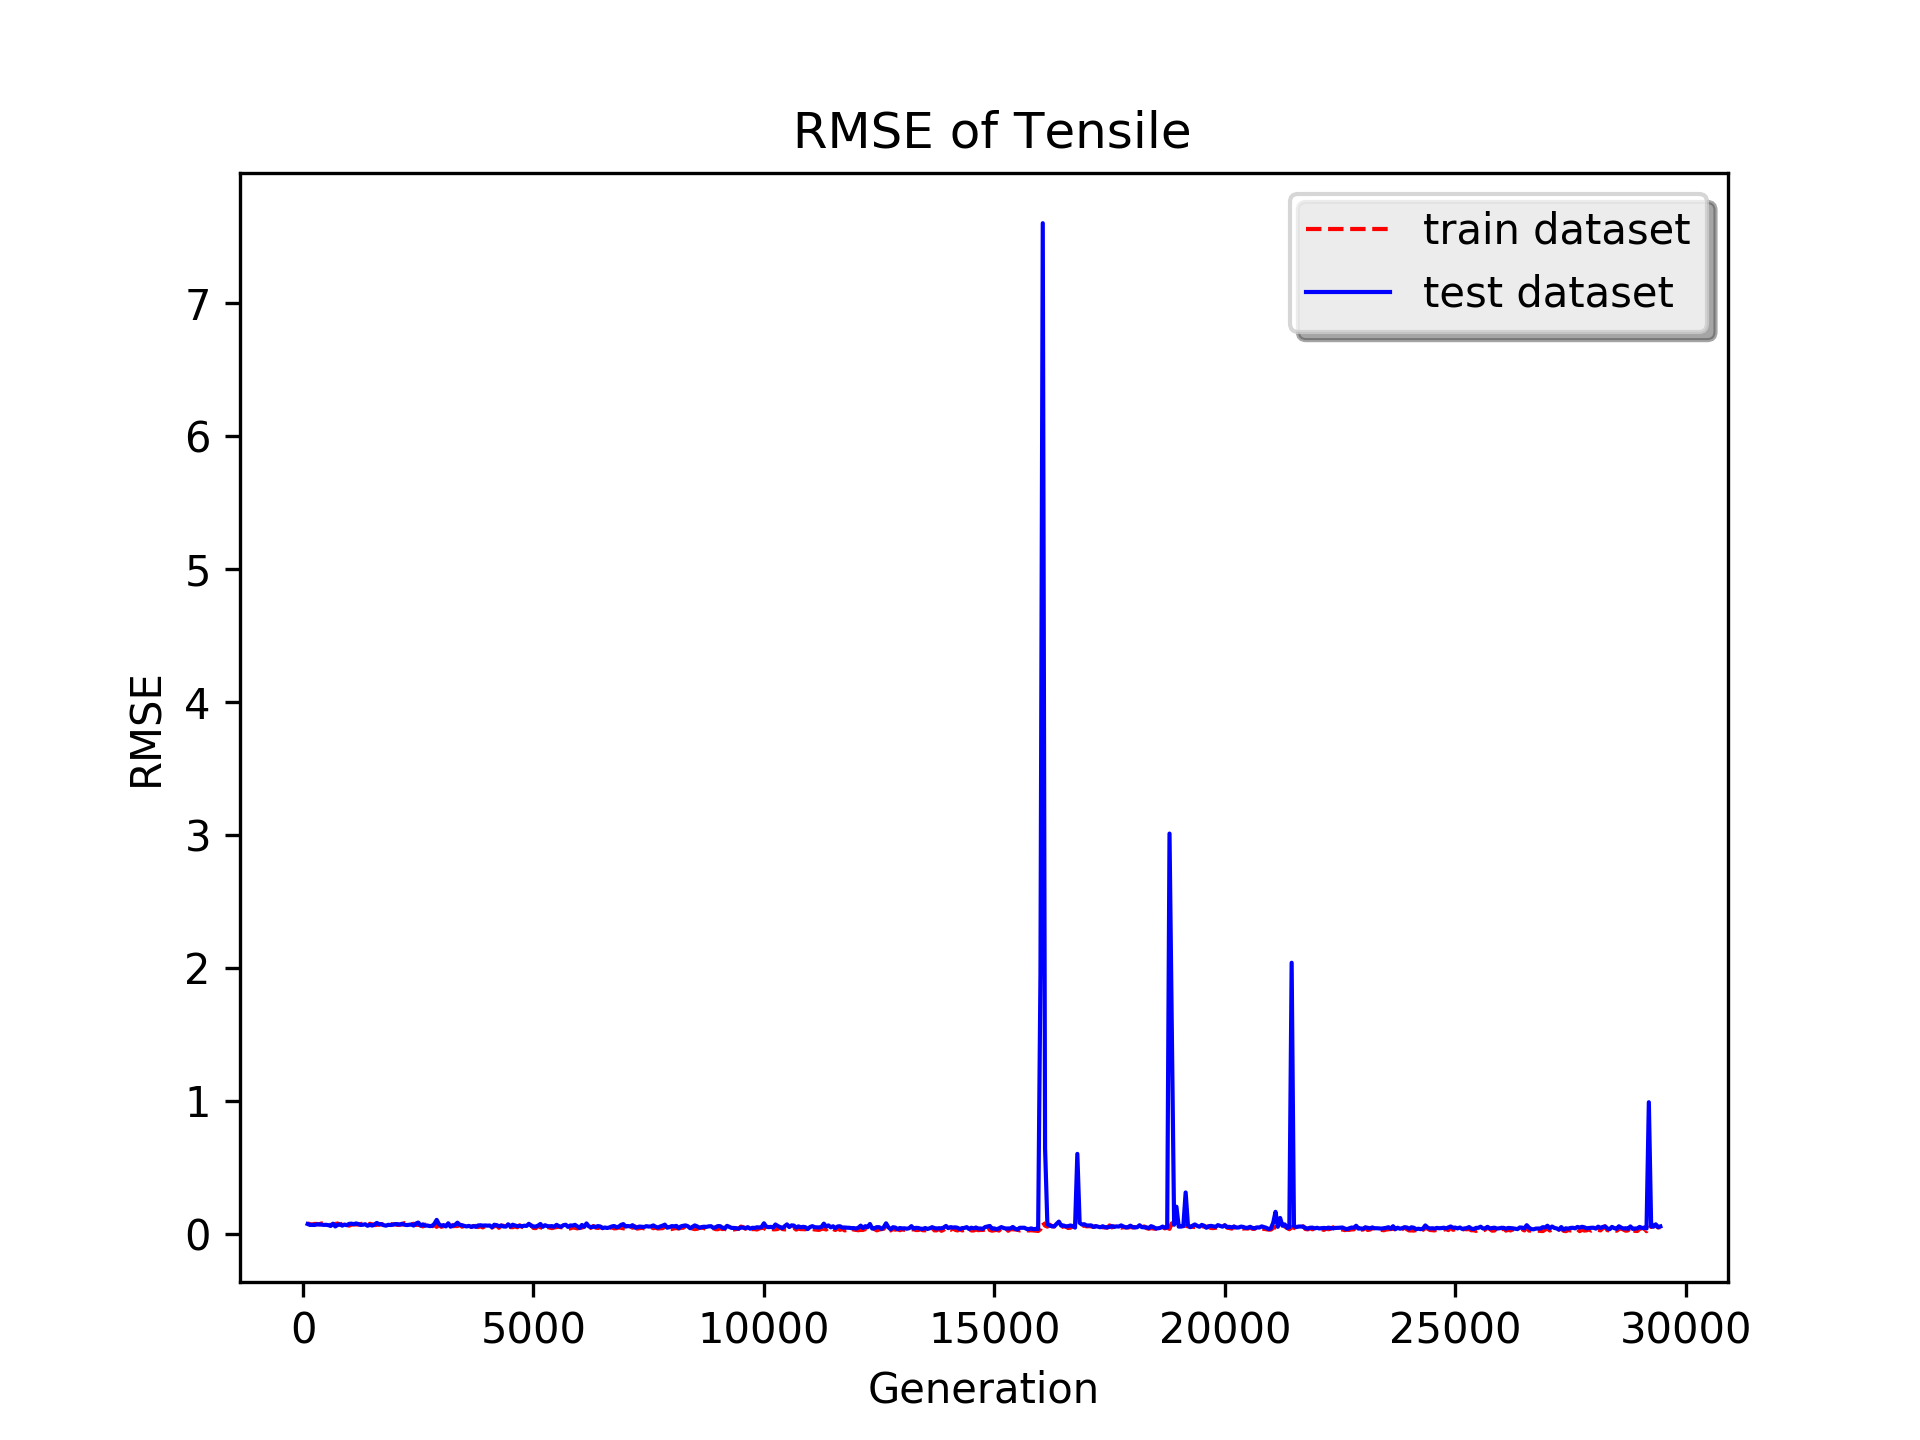 RMSE of Tensile
train dataset
test dataset
7
6
5
4
3
2
1
0
RMSE
0 5000 10000 15000 20000 25000 30000
Generation